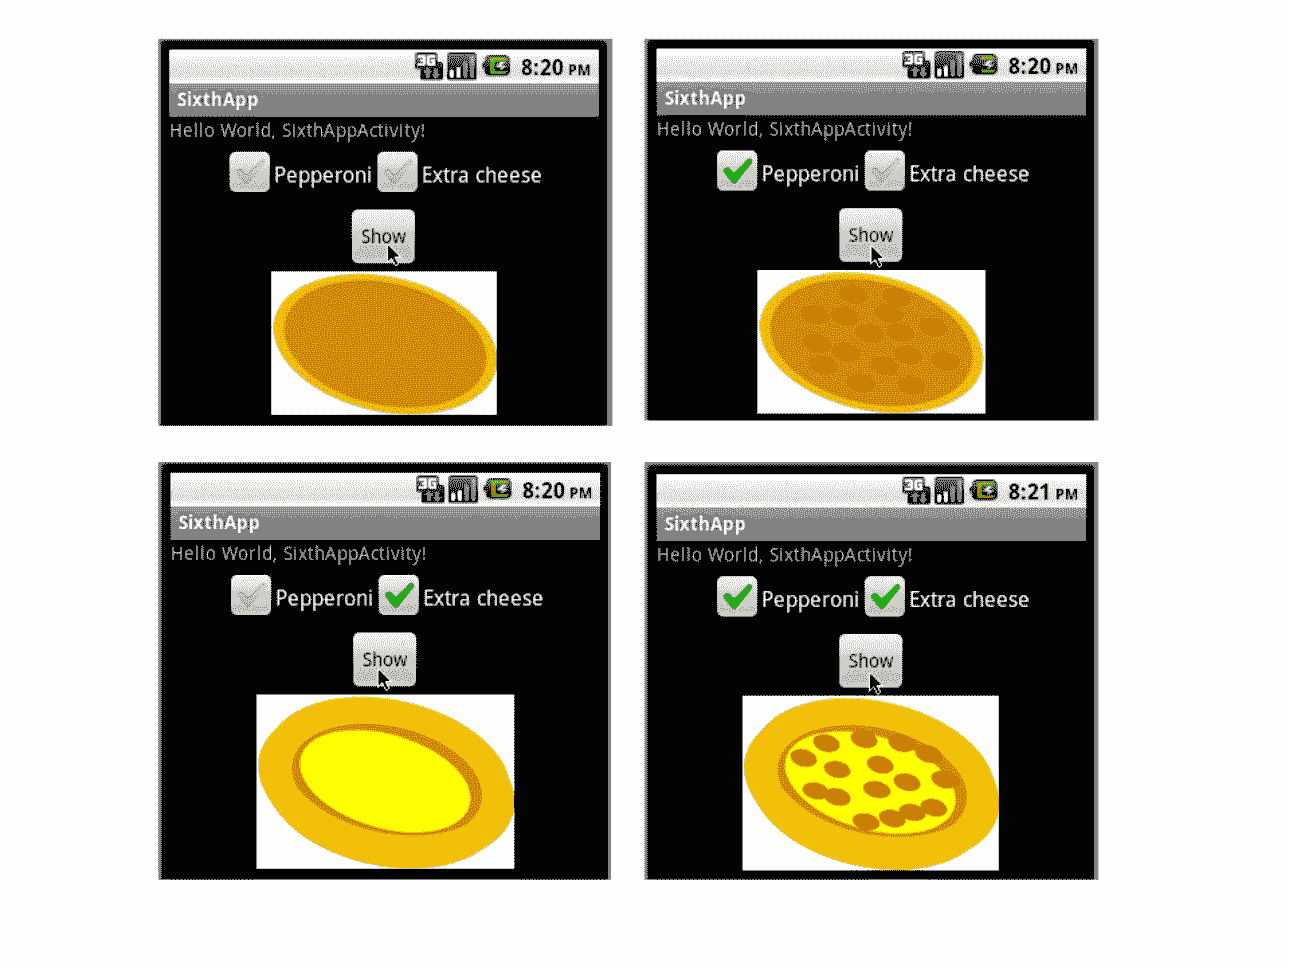 3G 8:20 PM
SixthApp
Hello World, SixthAppActivity!
Pepperoni Extra cheese
Show
3G 8:20 PM
SixthApp
Hello World, SixthAppActivity!
Pepperoni Extra cheese
Show
3G 8:20 PM
SixthApp
Hello World, SixthAppActivity!
Pepperoni Extra cheese
Show
3G 8:21 PM
SixthApp
Hello World, SixthAppActivity!
Pepperoni Extra cheese
Show